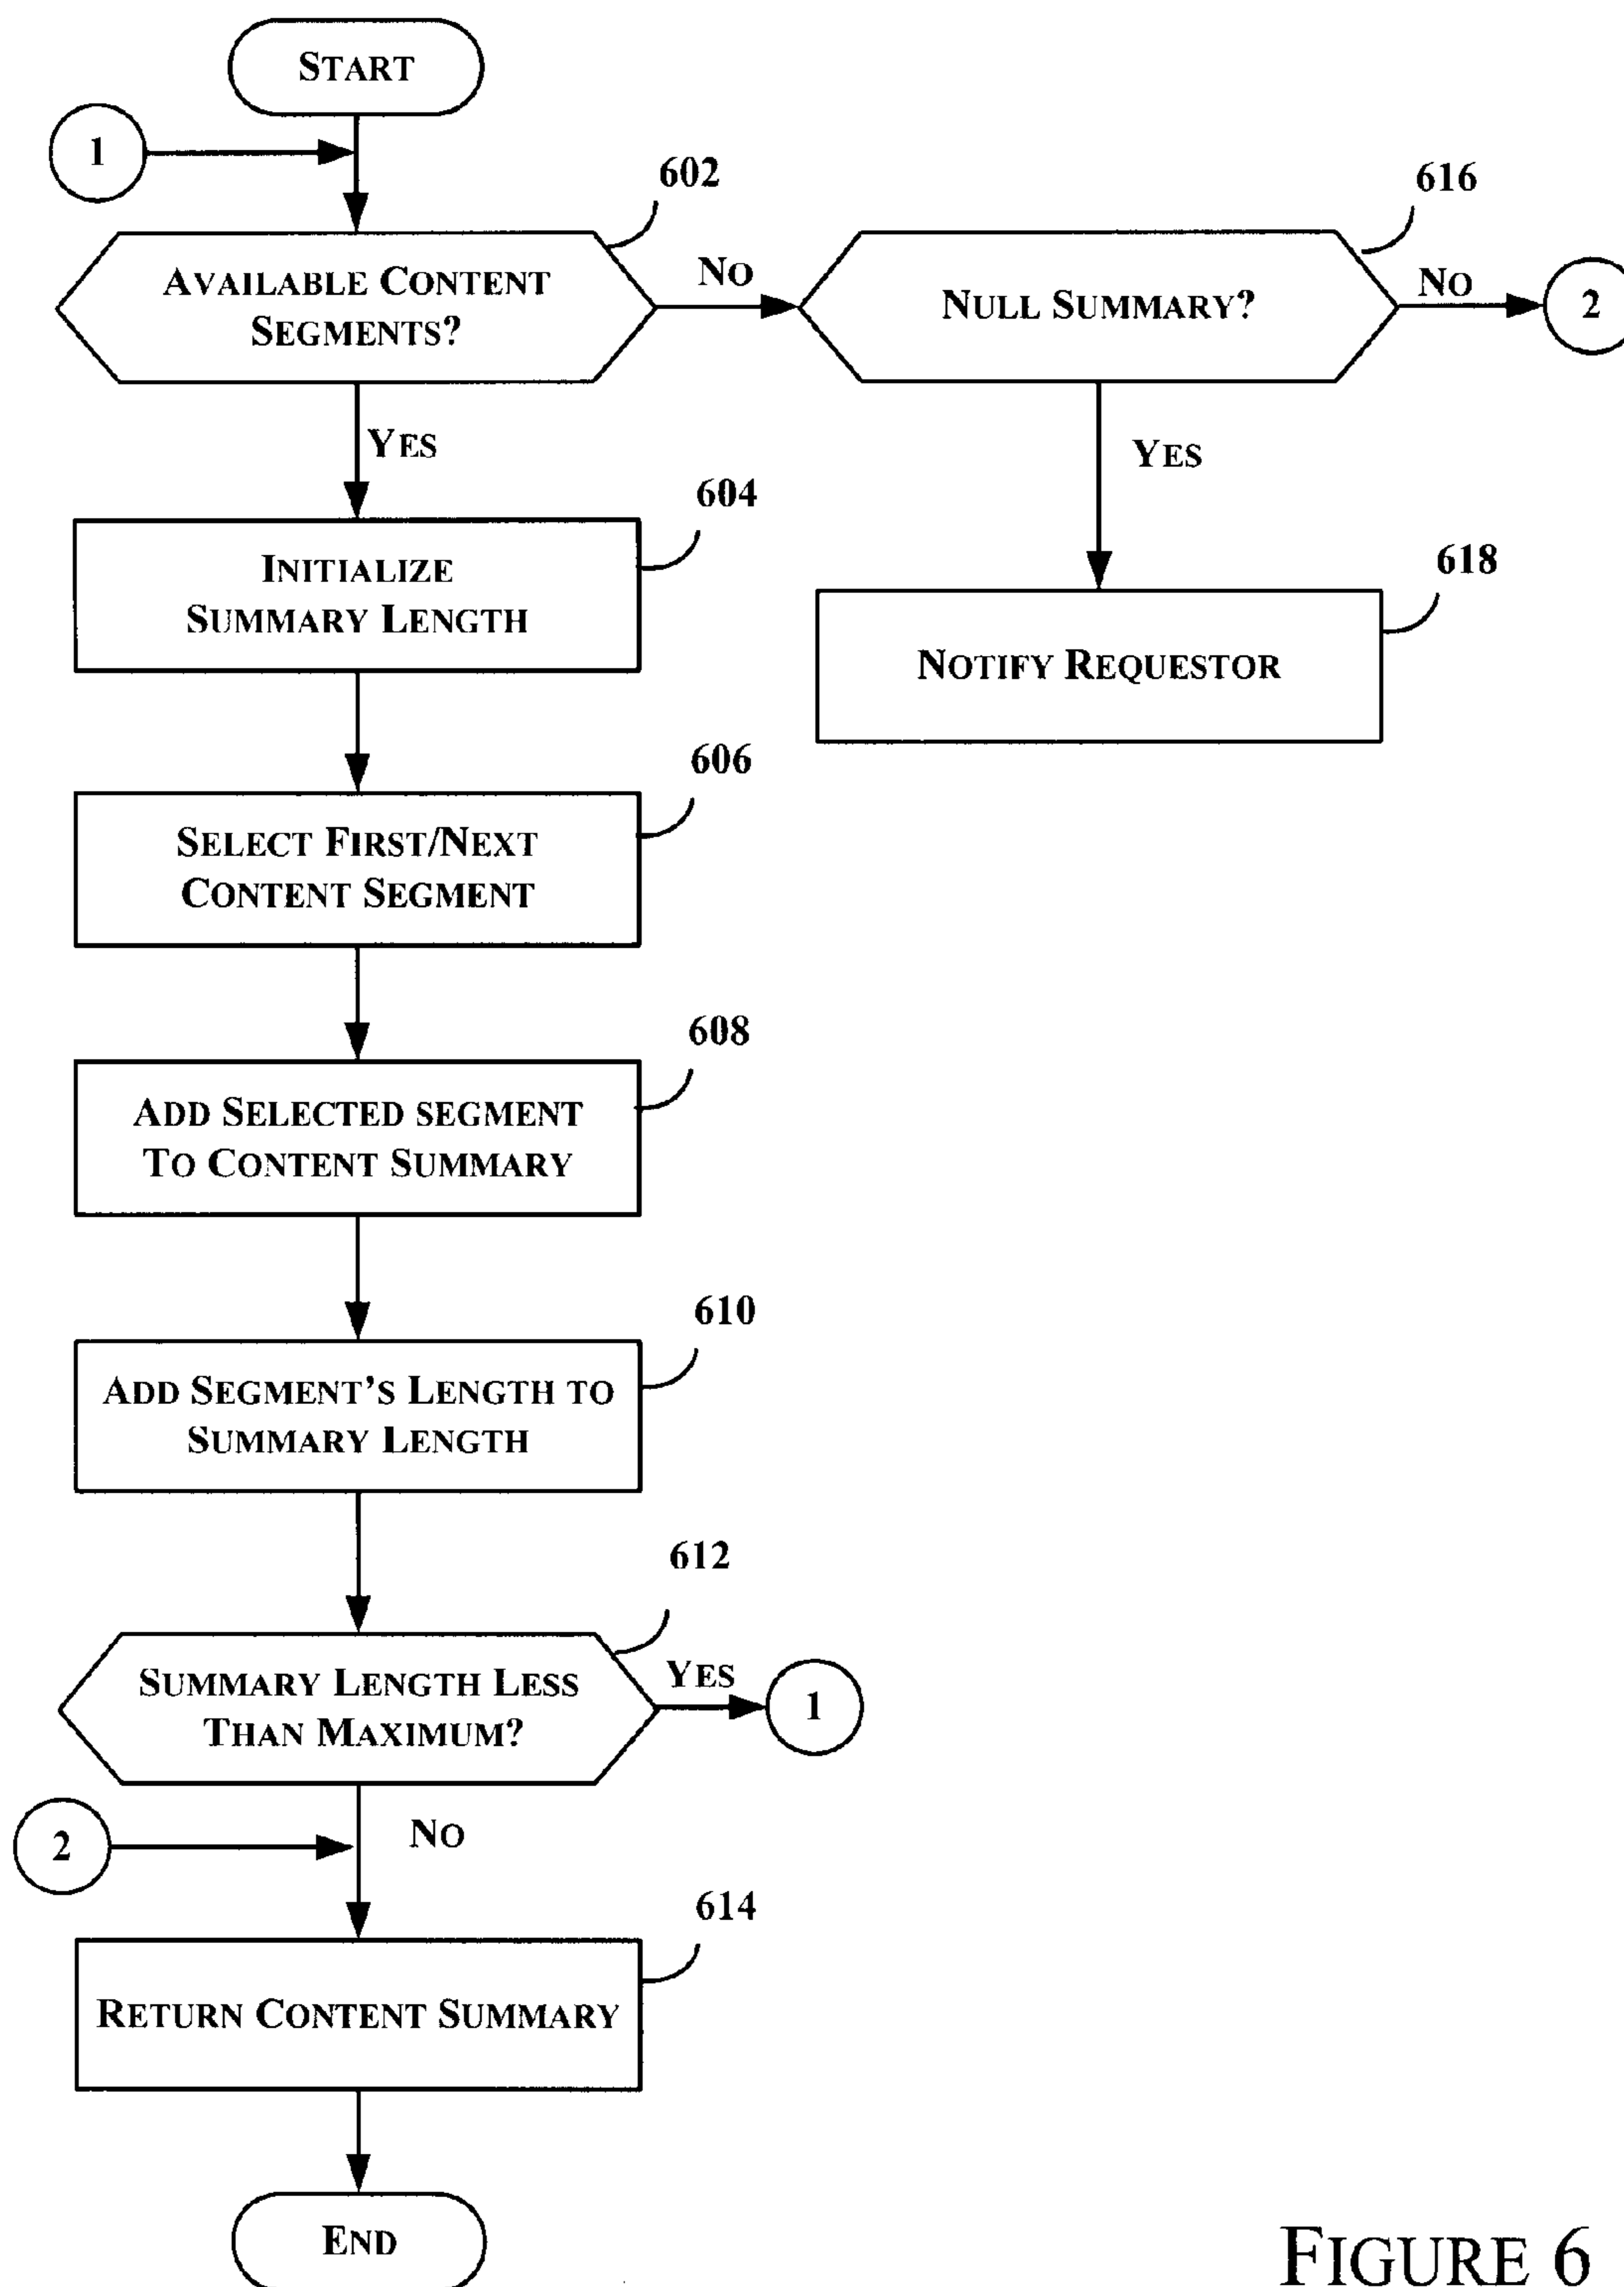 START
1
602
616
AVAILABLE CONTENT
SEGMENTS?
NO
NULL SUMMARY?
NO
2
YES
YES
604
INITIALIZE
SUMMARY LENGTH
618
NOTIFY REQUESTOR
606
SELECT FIRST/NEXT
CONTENT SEGMENT
608
ADD SELECTED SEGMENT
TO CONTENT SUMMARY
610
ADD SEGMENT'S LENGTH TO
SUMMARY LENGTH
612
SUMMARY LENGTH LESS
THAN MAXIMUM?
YES
1
2
NO
614
RETURN CONTENT SUMMARY
END
FIGURE 6